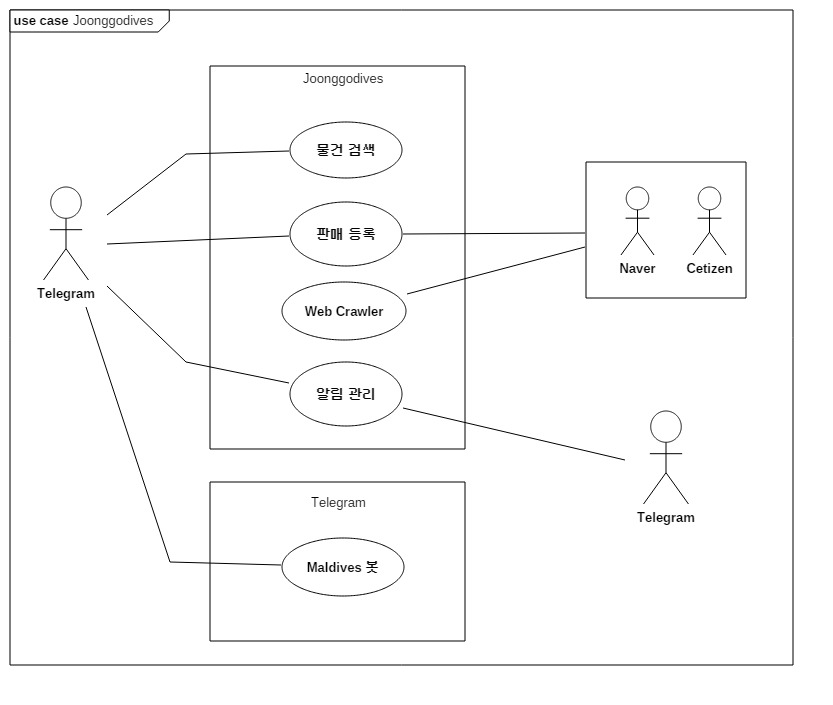 use case Joonggodives
Joonggodives
물건 검색
판매 등록
Web Crawler
알림 관리
Telegram
Naver
Cetizen
Telegram
Telegram
Maldives 봇